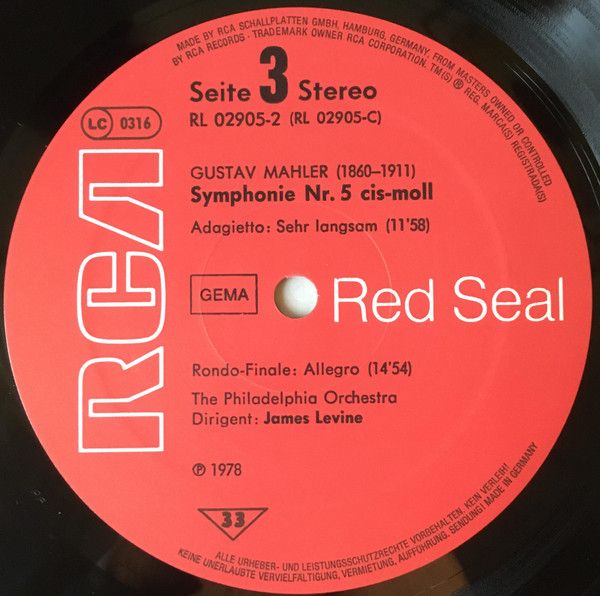 MADE BY RCA SCHALLPLATTEN GMBH, HAMBURG, GERMANY, FROM MASTERS OWNED OR CONTROLLED
BY RCA RECORDS · TRADEMARK OWNER RCA CORPORATION. TM(S) ® REG. MARCA(S) REGISTRADA(S)
Seite 3 Stereo
LC 0316
RL 02905-2 (RL 02905-C)
GUSTAV MAHLER (1860–1911)
Symphonie Nr. 5 cis-moll
Adagietto: Sehr langsam (11'58)
RCA
GEMA
Red Seal
Rondo-Finale: Allegro (14'54)
The Philadelphia Orchestra
Dirigent: James Levine
℗ 1978
33
ALLE URHEBER- UND LEISTUNGSSCHUTZRECHTE VORBEHALTEN. KEIN VERLEIH!
KEINE UNERLAUBTE VERVIELFÄLTIGUNG, VERMIETUNG, AUFFÜHRUNG, SENDUNG! MADE IN GERMANY